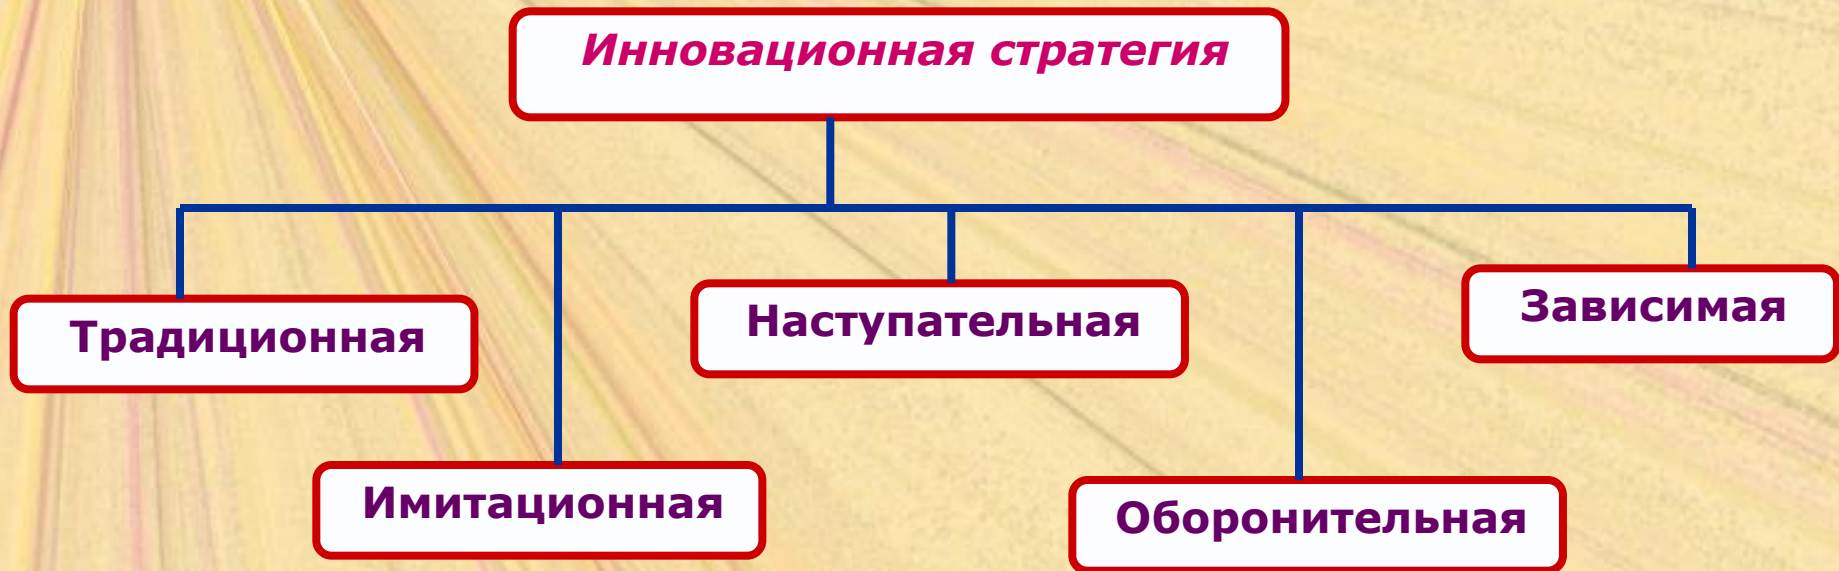 Инновационная стратегия
Традиционная
Имитационная
Наступательная
Оборонительная
Зависимая